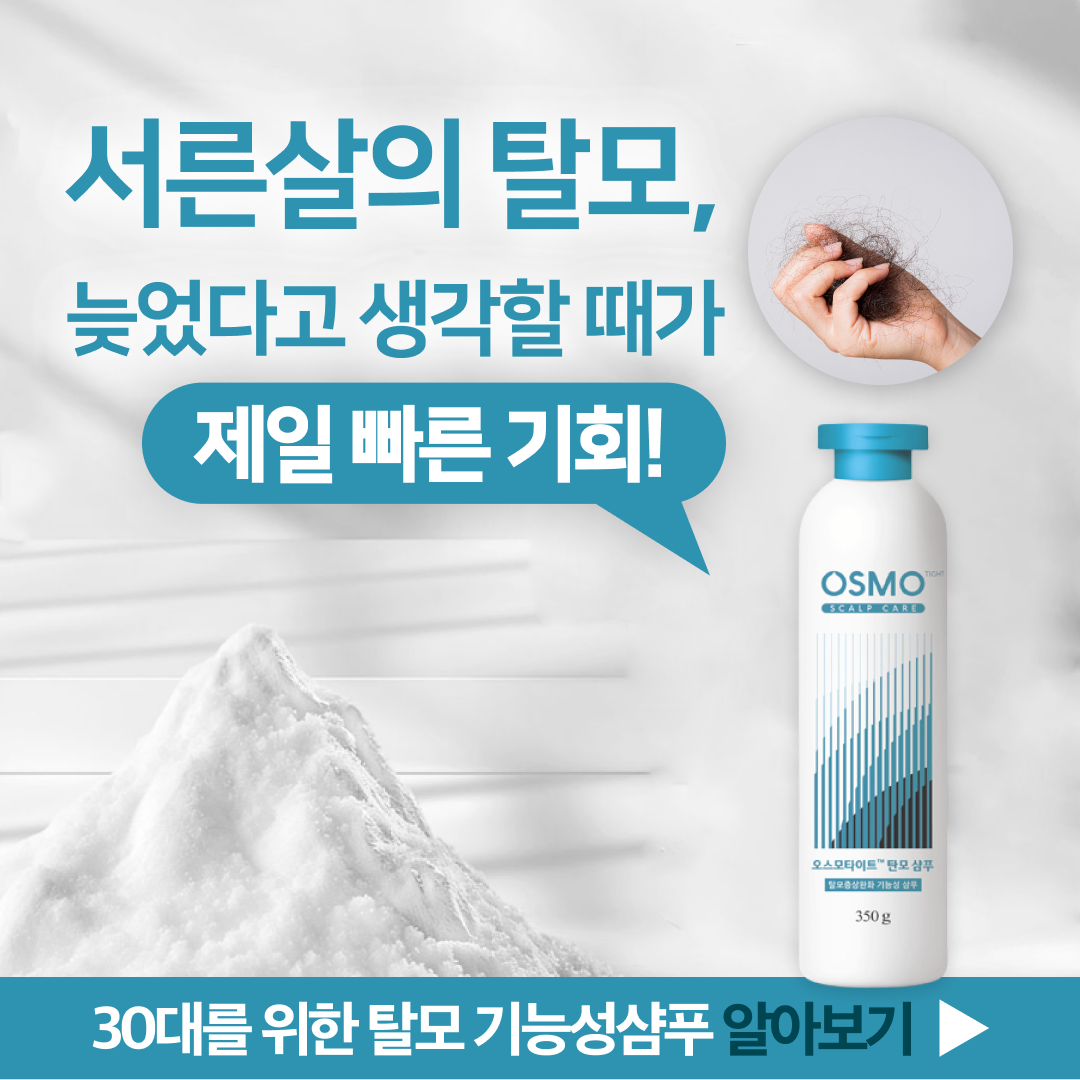 서른살의 탈모,
늦었다고 생각할 때가
제일 빠른 기회!
OSMO TIGHT
SCALP CARE
오스모타이트™ 탄모 샴푸
탈모증상완화 기능성 샴푸
350 g
30대를 위한 탈모 기능성샴푸 알아보기